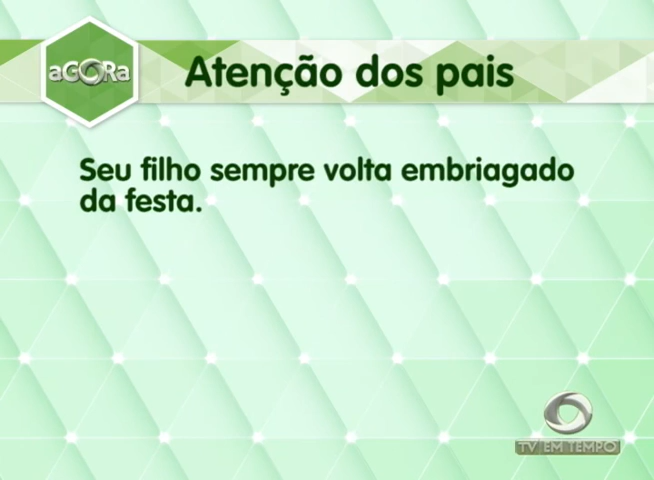 aGORa
Atenção dos pais
Seu filho sempre volta embriagado
da festa.
TV EM TEMPO